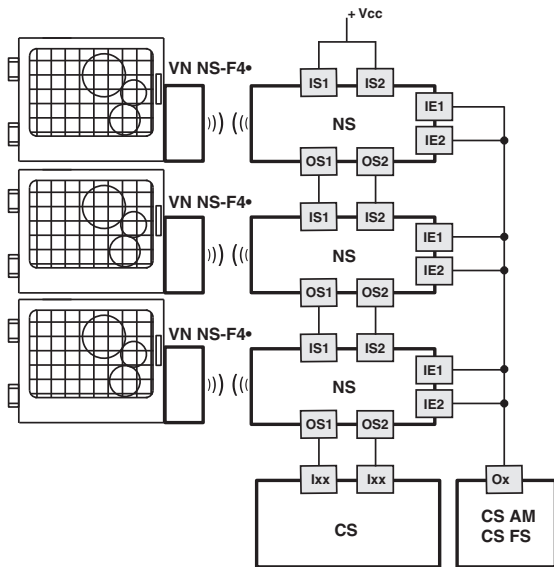 + Vcc
VN NS-F4•
IS1 IS2
IE1
NS
IE2
OS1 OS2
VN NS-F4•
IS1 IS2
IE1
NS
IE2
OS1 OS2
VN NS-F4•
IS1 IS2
IE1
NS
IE2
OS1 OS2
Ixx Ixx
CS
Ox
CS AM
CS FS